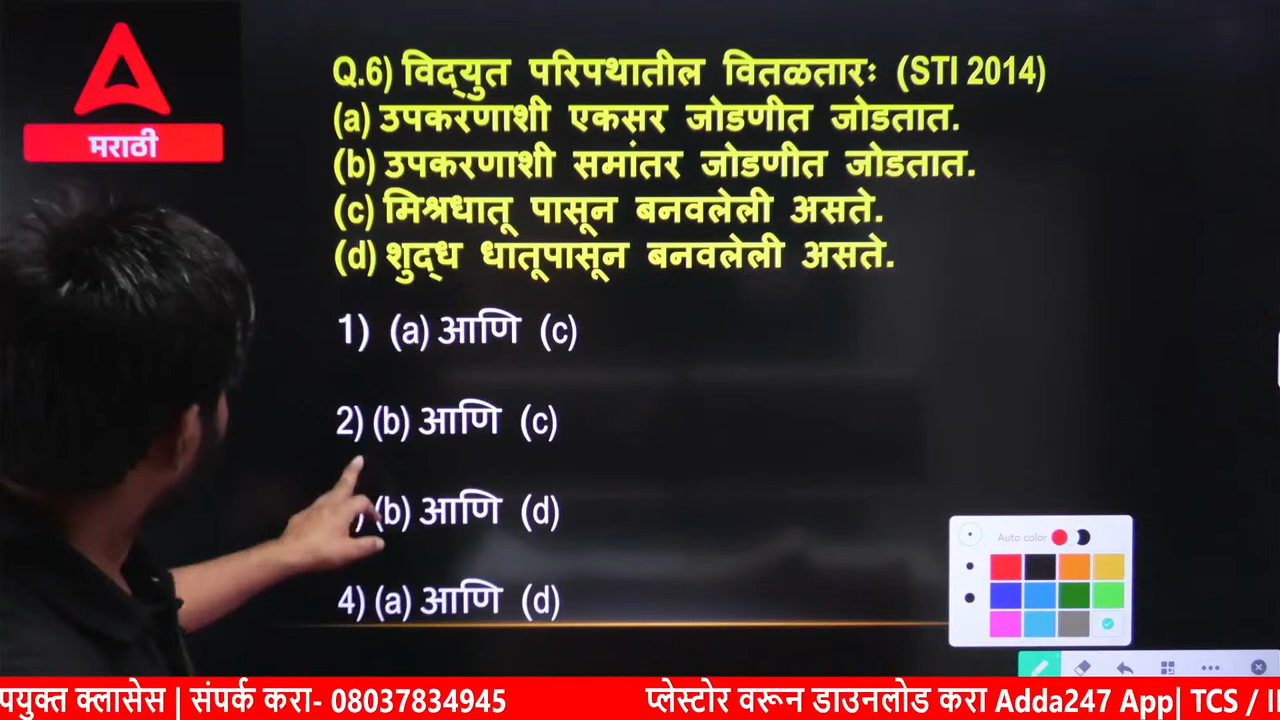 मराठी
Q.6) विद्‌युत परिपथातील वितळतारः (STI 2014)
(a) उपकरणाशी एकसर जोडणीत जोडतात.
(b) उपकरणाशी समांतर जोडणीत जोडतात.
(c) मिश्रधातू पासून बनवलेली असते.
(d) शुद्‌ध धातूपासून बनवलेली असते.
1) (a) आणि (c)
2) (b) आणि (c)
) (b) आणि (d)
4) (a) आणि (d)
Auto color
पयुक्त क्लासेस | संपर्क करा- 08037834945 प्लेस्टोर वरून डाउनलोड करा Adda247 App| TCS /